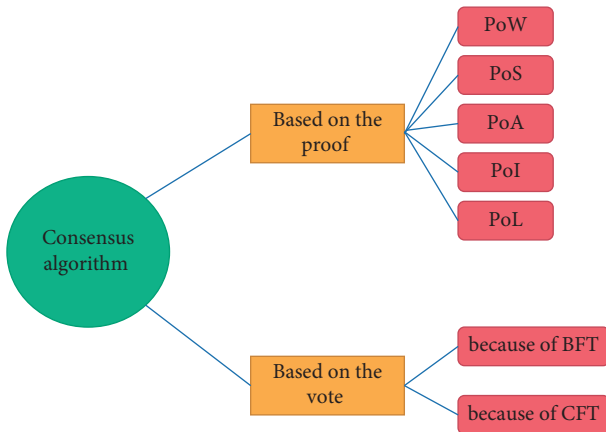 Consensus
algorithm
Based on the
proof
PoW
PoS
PoA
PoI
PoL
Based on the
vote
because of BFT
because of CFT